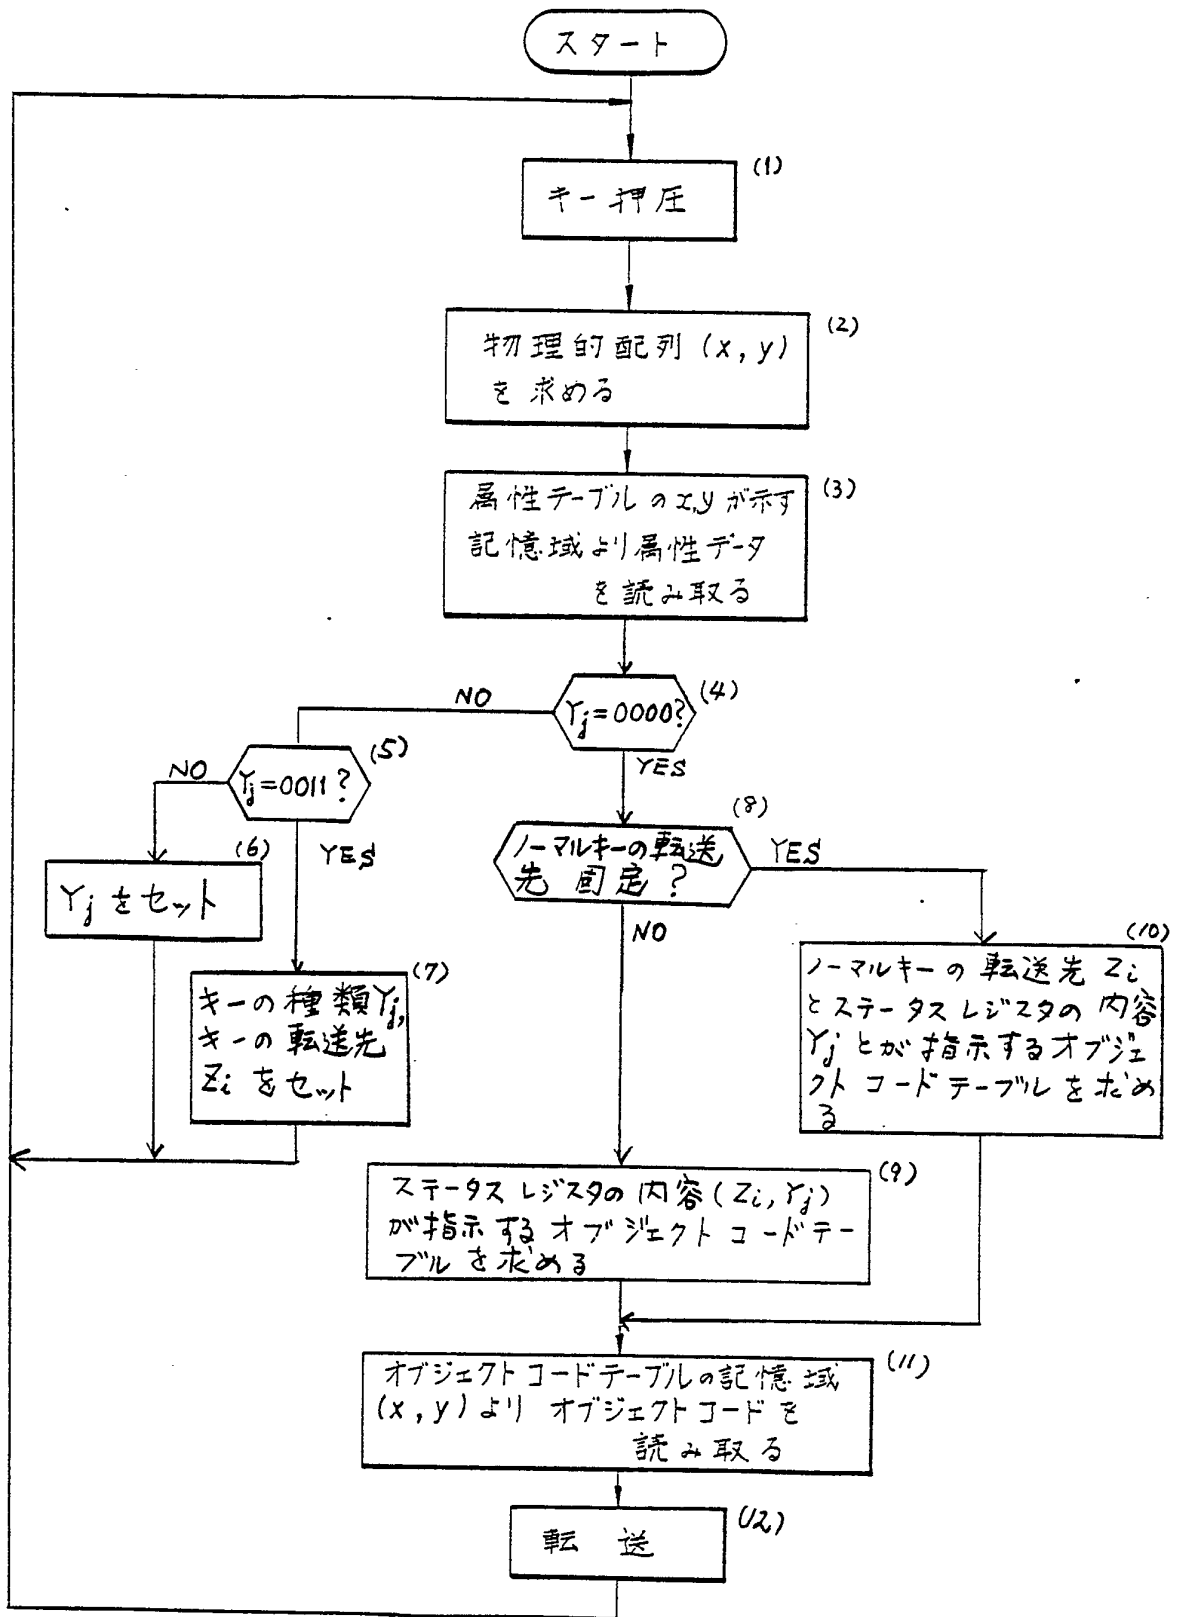 スタート
(1)
キー押圧
(2)
物理的配列(x,y)
を求める
(3)
属性テーブルのx,yが示す
記憶域より属性データ
を読み取る
(4)
Yj=0000?
NO
YES
(5)
Yj=0011?
NO
YES
(6)
Yjをセット
(7)
キーの種類Yj,
キーの転送先
Ziをセット
(8)
ノーマルキーの転送
先固定?
YES
NO
(10)
ノーマルキーの転送先Zi
とステータスレジスタの内容
Yjとが指示するオブジェ
クトコードテーブルを求め
る
(9)
ステータスレジスタの内容(Zi,Yj)
が指示するオブジェクトコードテー
ブルを求める
(11)
オブジェクトコードテーブルの記憶域
(x,y)よりオブジェクトコードを
読み取る
(12)
転送